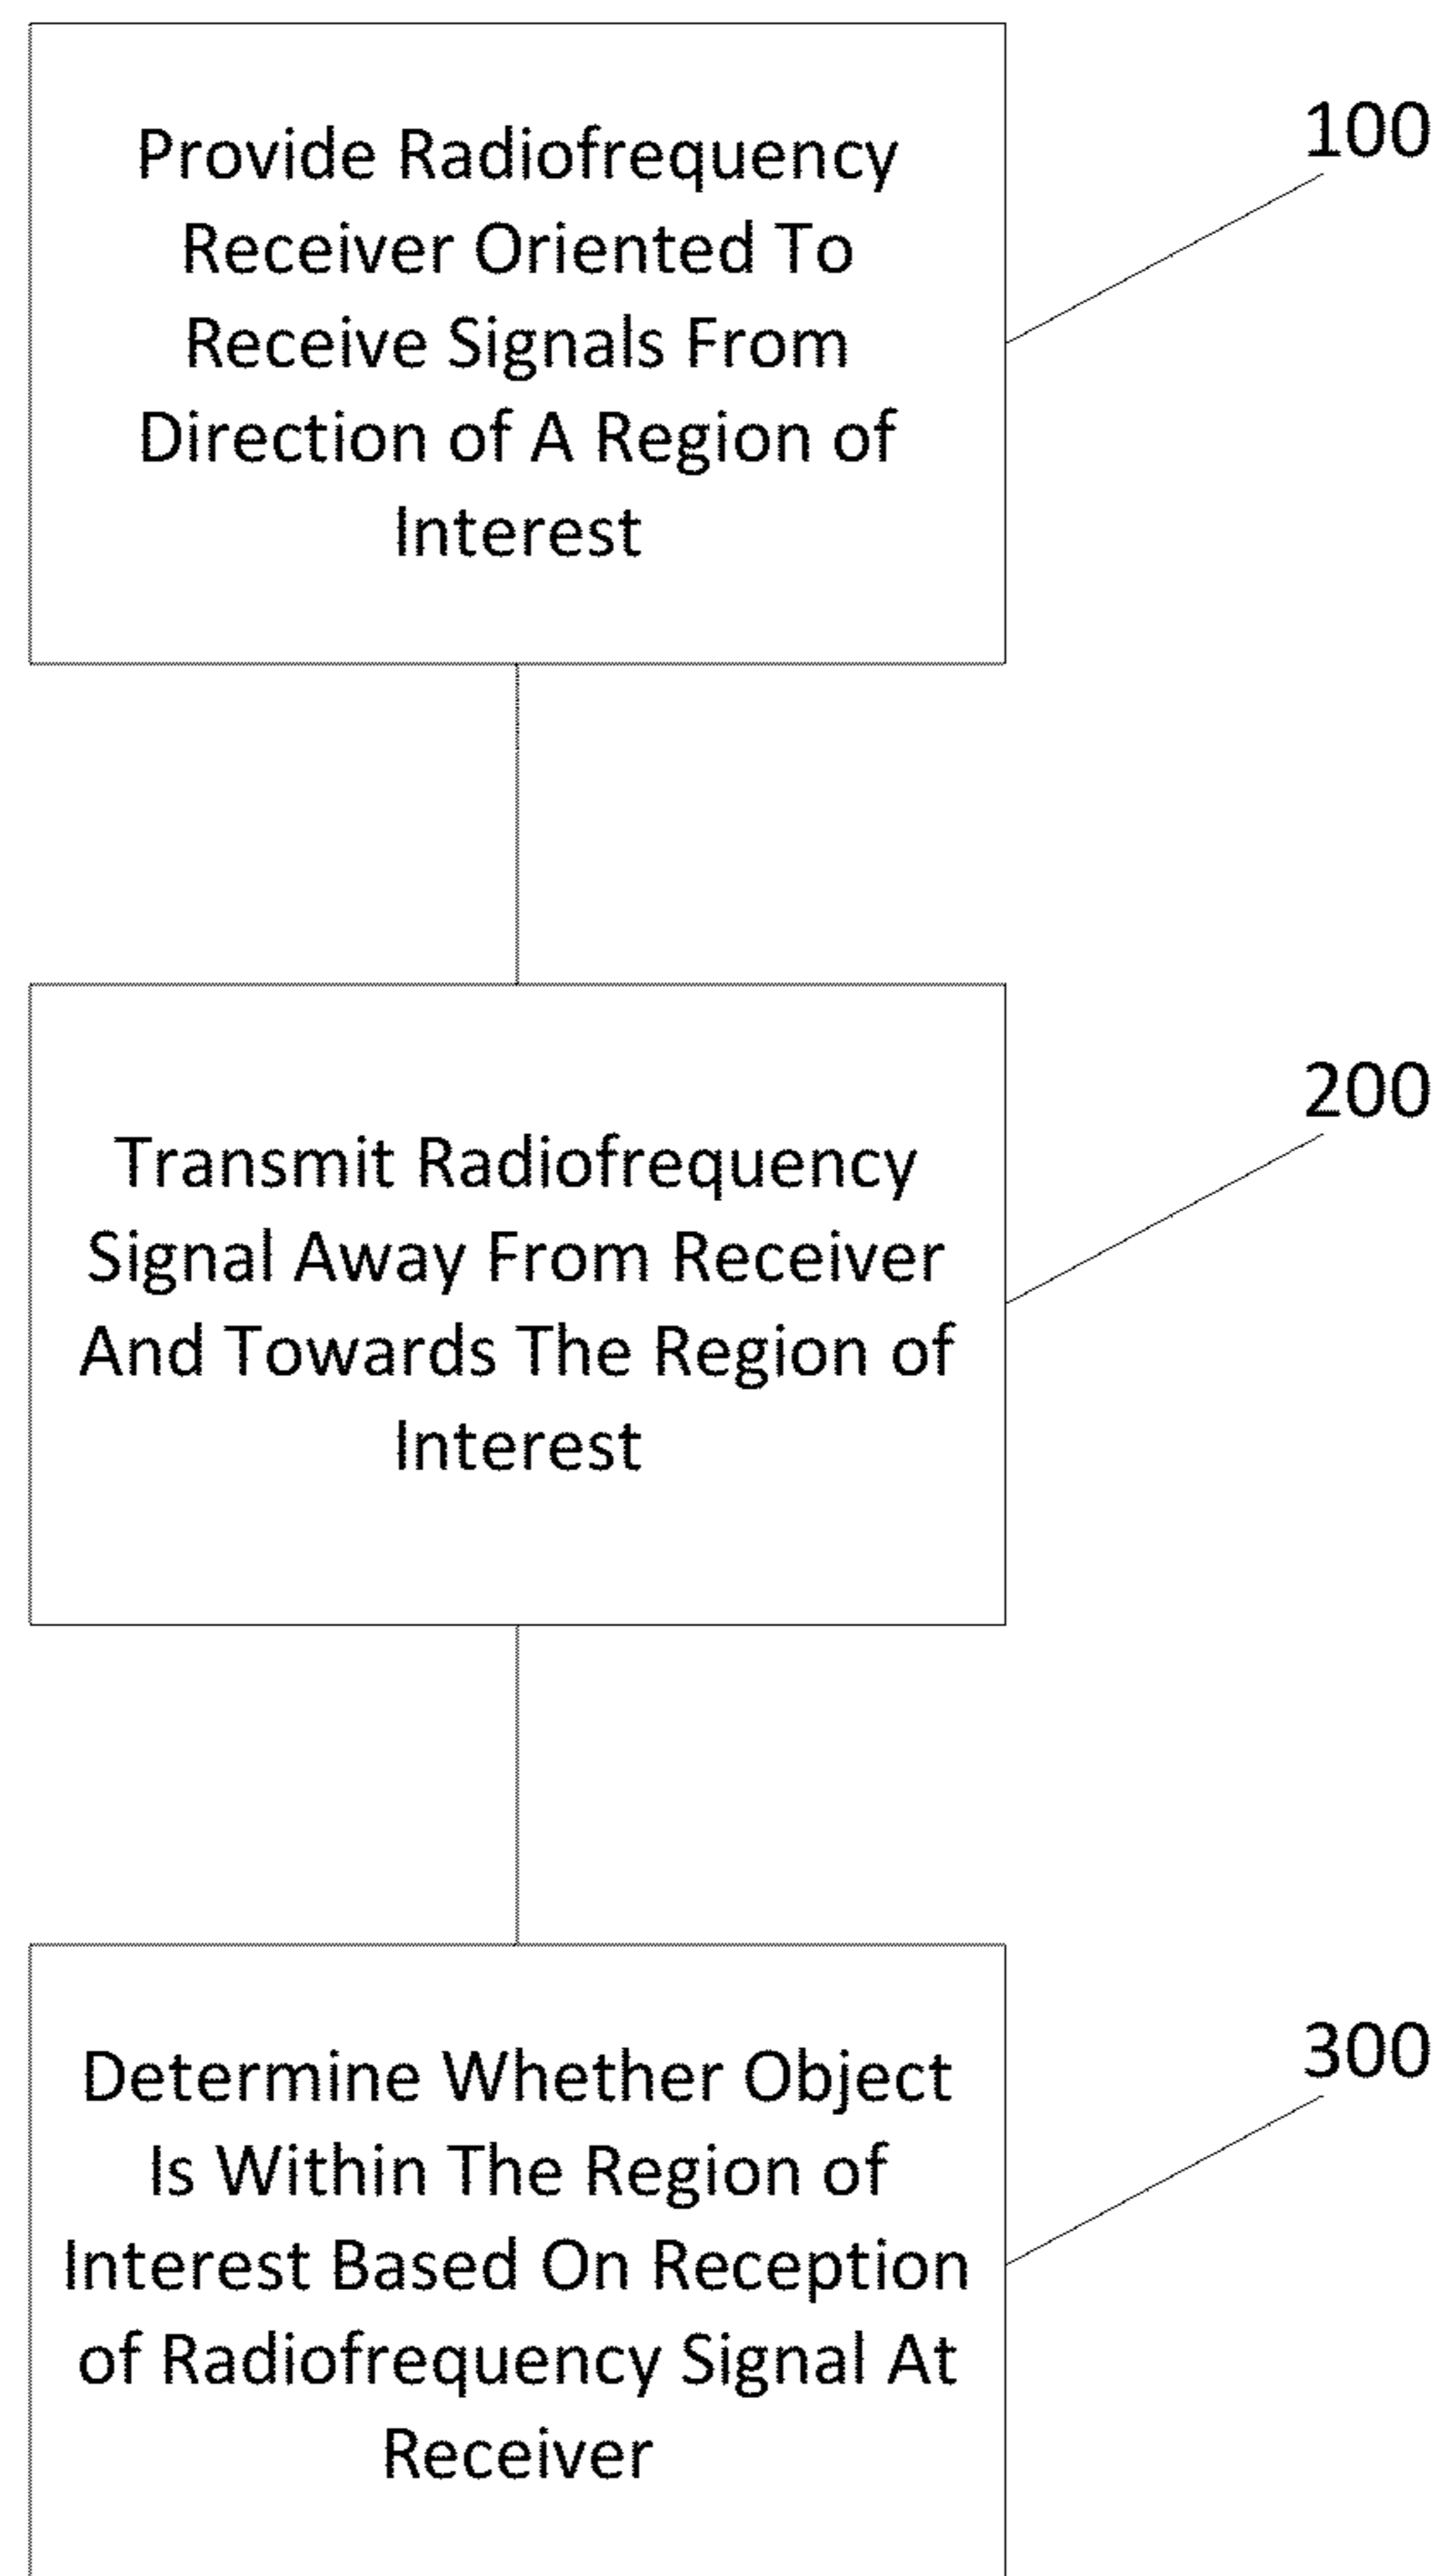 Provide Radiofrequency
Receiver Oriented To
Receive Signals From
Direction of A Region of
Interest
100
Transmit Radiofrequency
Signal Away From Receiver
And Towards The Region of
Interest
200
Determine Whether Object
Is Within The Region of
Interest Based On Reception
of Radiofrequency Signal At
Receiver
300